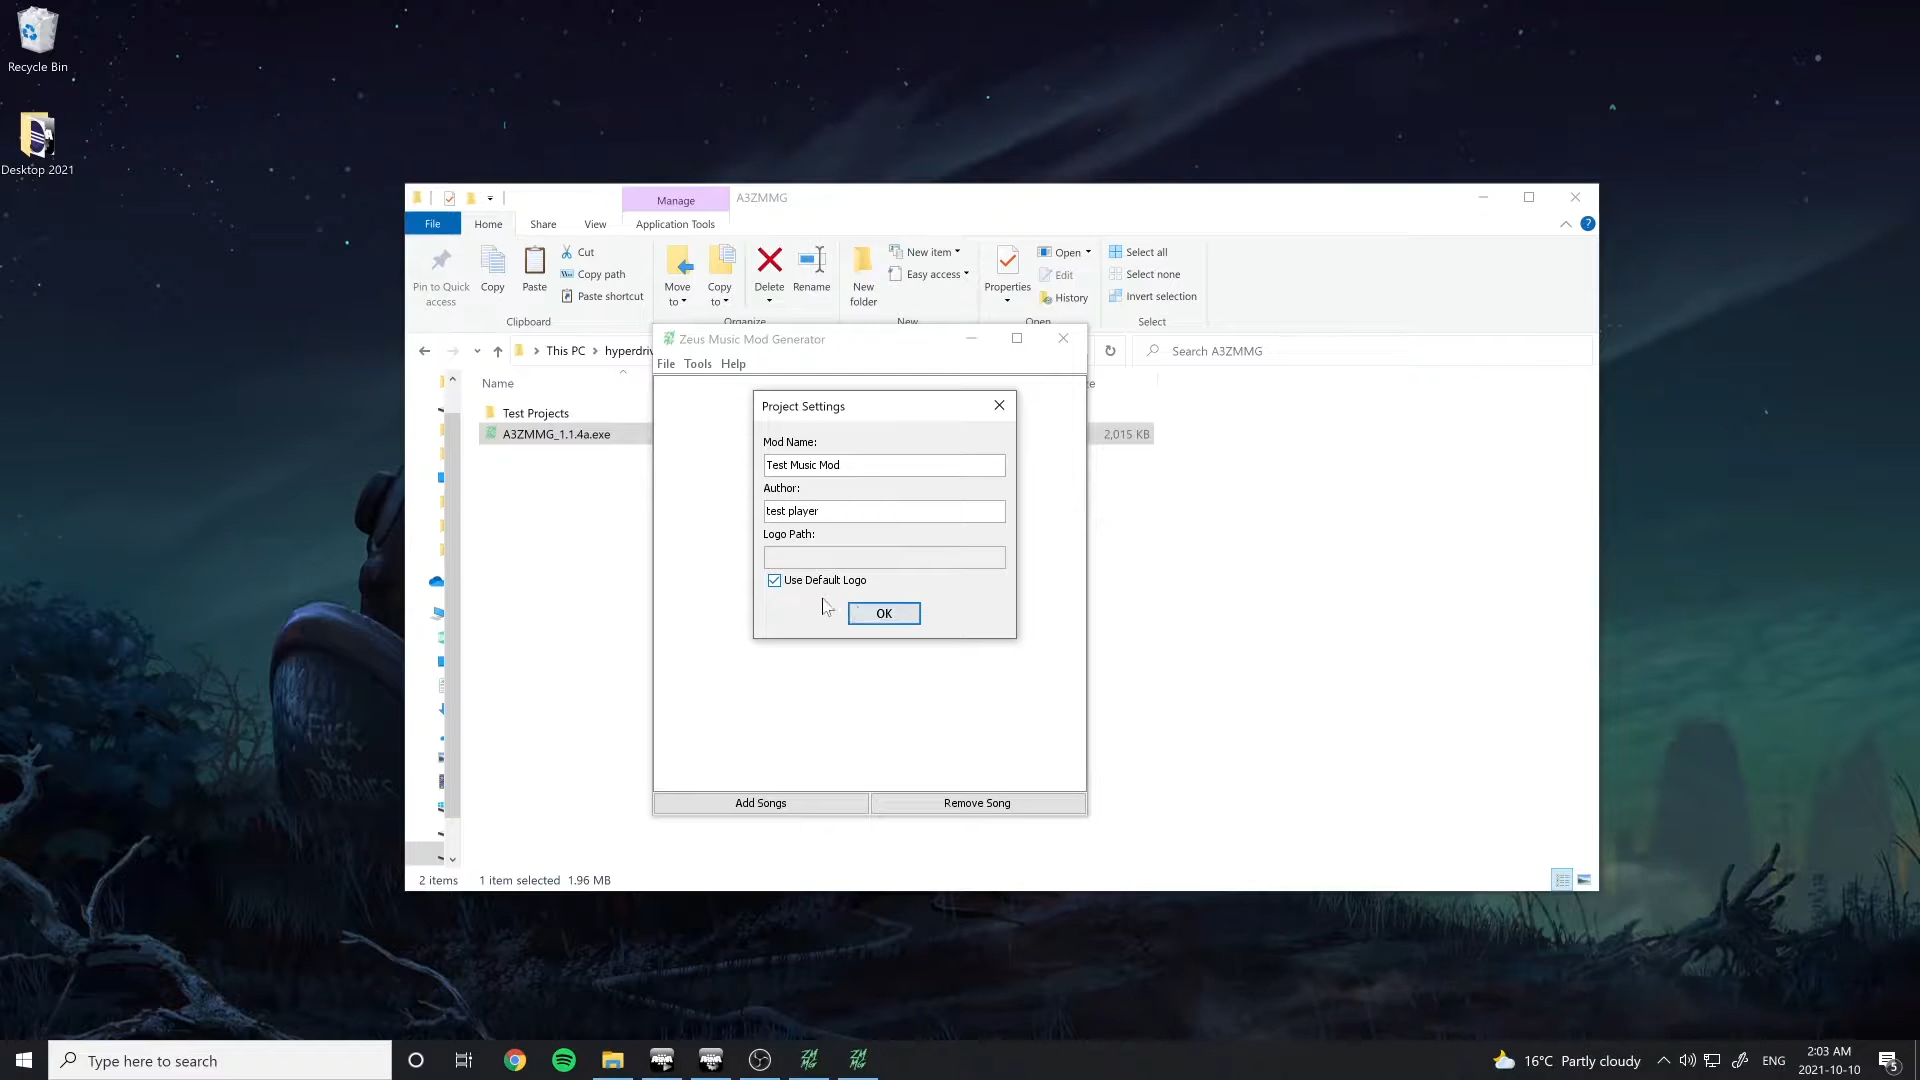 Recycle Bin
Desktop 2021
Manage
A3ZMMG
File
Home
Share
View
Application Tools
Pin to Quick access
Copy
Paste
Cut
Copy path
Paste shortcut
Move to
Copy to
Delete
Rename
New folder
New item
Easy access
Properties
Open
Edit
History
Select all
Select none
Invert selection
Clipboard
Organize
New
Open
Select
This PC
hyperdriv
Search A3ZMMG
Zeus Music Mod Generator
File Tools Help
Name
Test Projects
A3ZMMG_1.1.4a.exe
2,015 KB
Project Settings
Mod Name:
Test Music Mod
Author:
test player
Logo Path:
Use Default Logo
OK
Add Songs
Remove Song
2 items
1 item selected 1.96 MB
Type here to search
16°C Partly cloudy
ENG
2:03 AM
2021-10-10
5